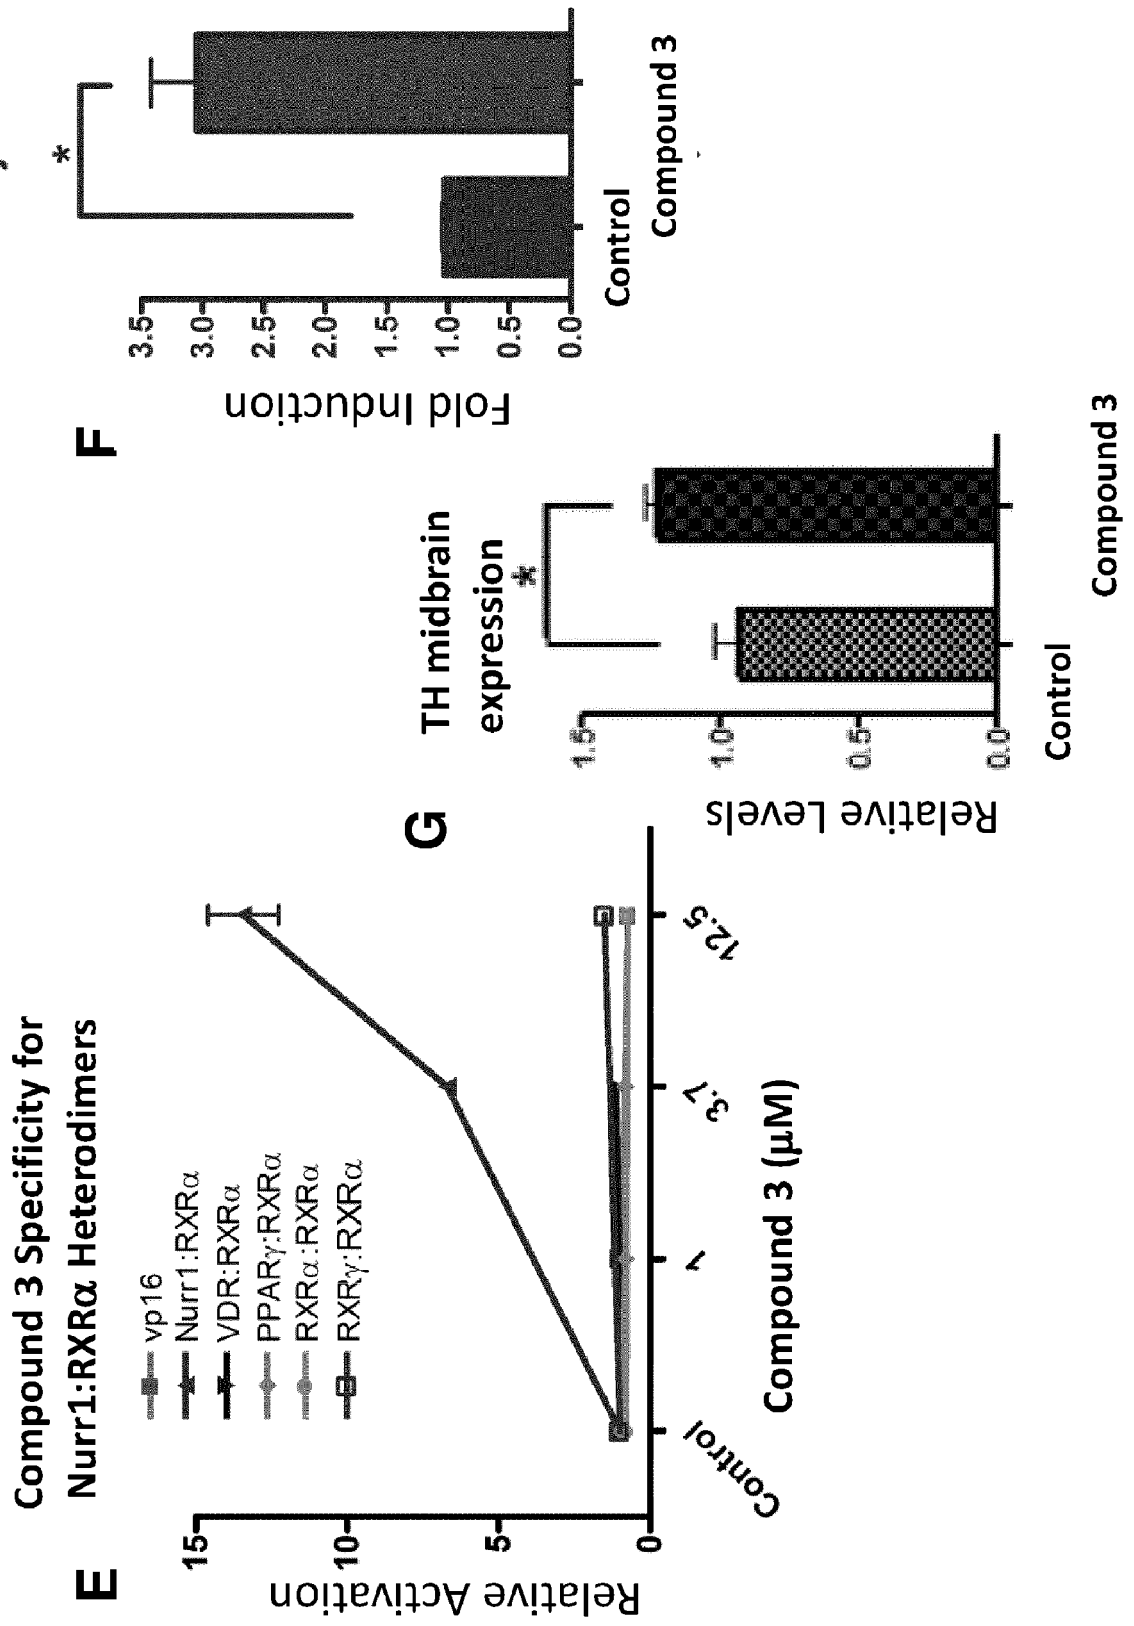 E
Compound 3 Specificity for
Nurr1:RXRα Heterodimers
vp16
Nurr1:RXRα
VDR:RXRα
PPARγ:RXRα
RXRα:RXRα
RXRγ:RXRα
Relative Activation
15
10
5
0
Control
1
3.7
12.5
Compound 3 (µM)
F
*
Fold Induction
3.5
3.0
2.5
2.0
1.5
1.0
0.5
0.0
Control
Compound 3
G
TH midbrain
expression
*
Relative Levels
1.5
1.0
0.5
0.0
Control
Compound 3